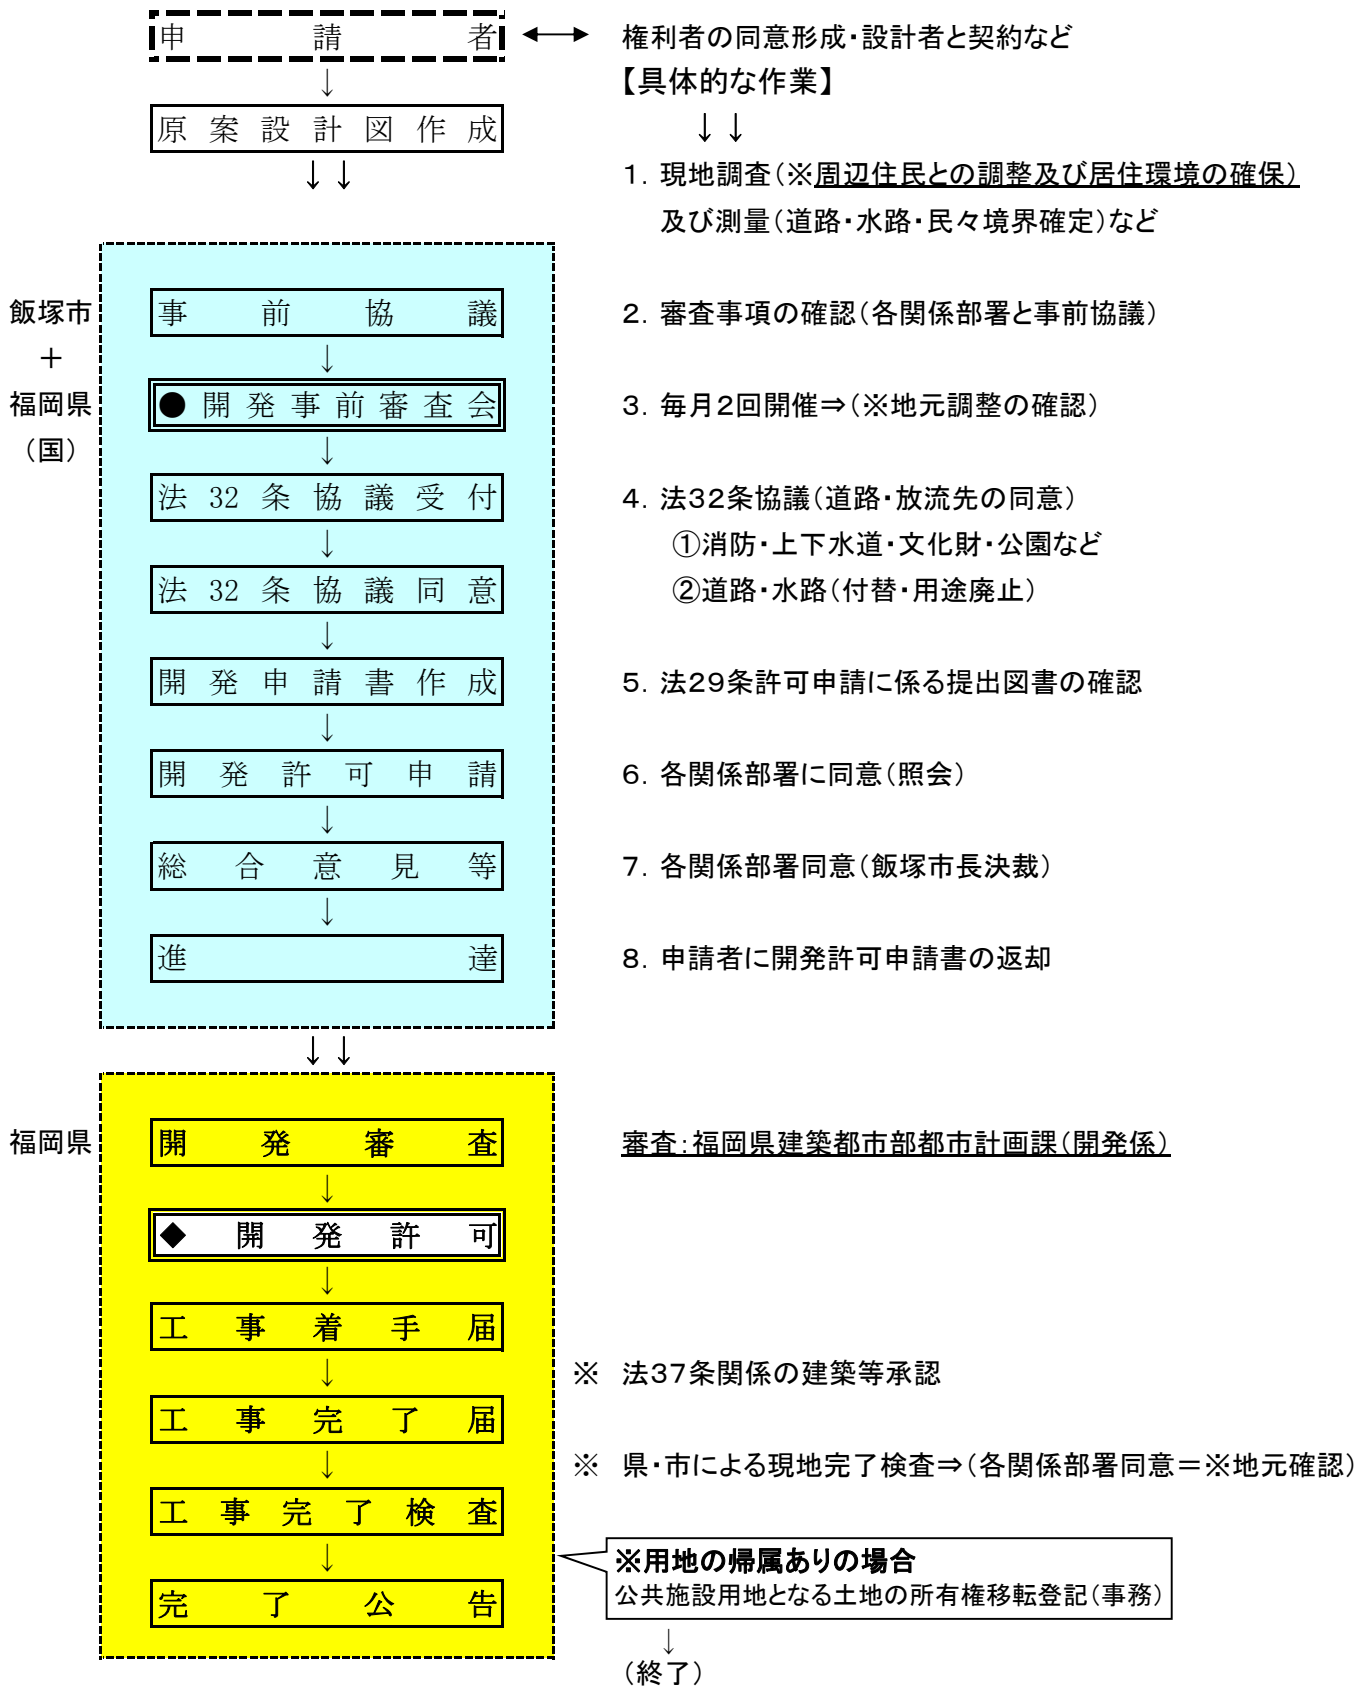 申請者 ←→ 権利者の同意形成・設計者と契約など
↓ 【具体的な作業】
原案設計図作成 ↓↓
↓↓ 1. 現地調査(※周辺住民との調整及び居住環境の確保)
及び測量(道路・水路・民々境界確定)など
飯塚市 事前協議 2. 審査事項の確認(各関係部署と事前協議)
+ ↓
福岡県 ●開発事前審査会 3. 毎月2回開催⇒(※地元調整の確認)
(国) ↓
法32条協議受付 4. 法32条協議(道路・放流先の同意)
↓ ①消防・上下水道・文化財・公園など
法32条協議同意 ②道路・水路(付替・用途廃止)
↓
開発申請書作成 5. 法29条許可申請に係る提出図書の確認
↓
開発許可申請 6. 各関係部署に同意(照会)
↓
総合意見等 7. 各関係部署同意(飯塚市長決裁)
↓
進達 8. 申請者に開発許可申請書の返却
↓↓
福岡県 開発審査 審査:福岡県建築都市部都市計画課(開発係)
↓
◆開発許可
↓
工事着手届
↓ ※ 法37条関係の建築等承認
工事完了届
↓ ※ 県・市による現地完了検査⇒(各関係部署同意=※地元確認)
工事完了検査
↓ ※用地の帰属ありの場合
公共施設用地となる土地の所有権移転登記(事務)
完了公告
↓
(終了)